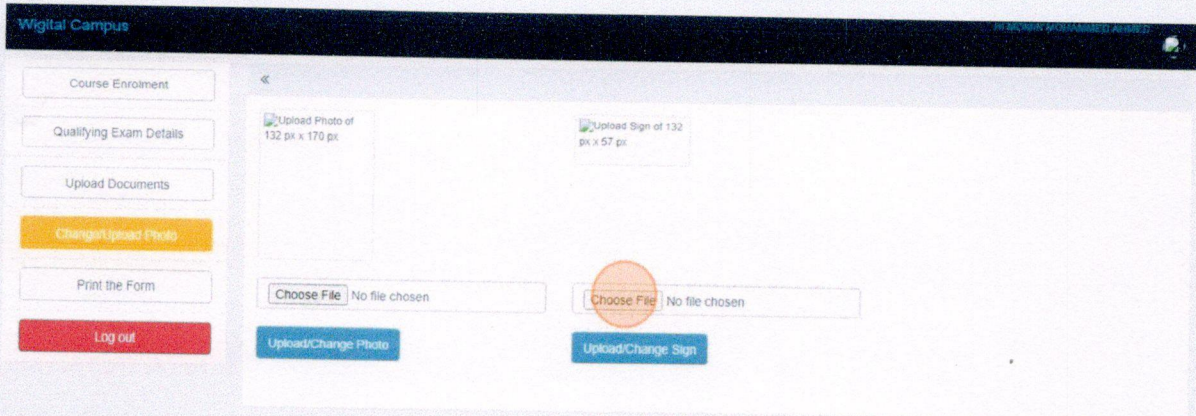 Wigital Campus
Course Enrolment
Qualifying Exam Details
Upload Documents
Change/Upload Photo
Print the Form
Log out
«
Upload Photo of
132 px x 170 px
Upload Sign of 132
px x 57 px
Choose File No file chosen
Choose File No file chosen
Upload/Change Photo
Upload/Change Sign
MOHAMMED AHMED